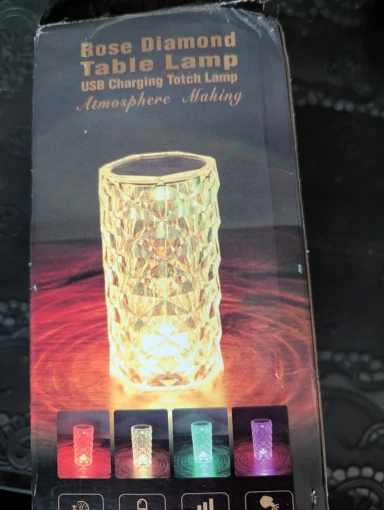 Rose Diamond
Table Lamp
USB Charging Totch Lamp
Atmosphere Making